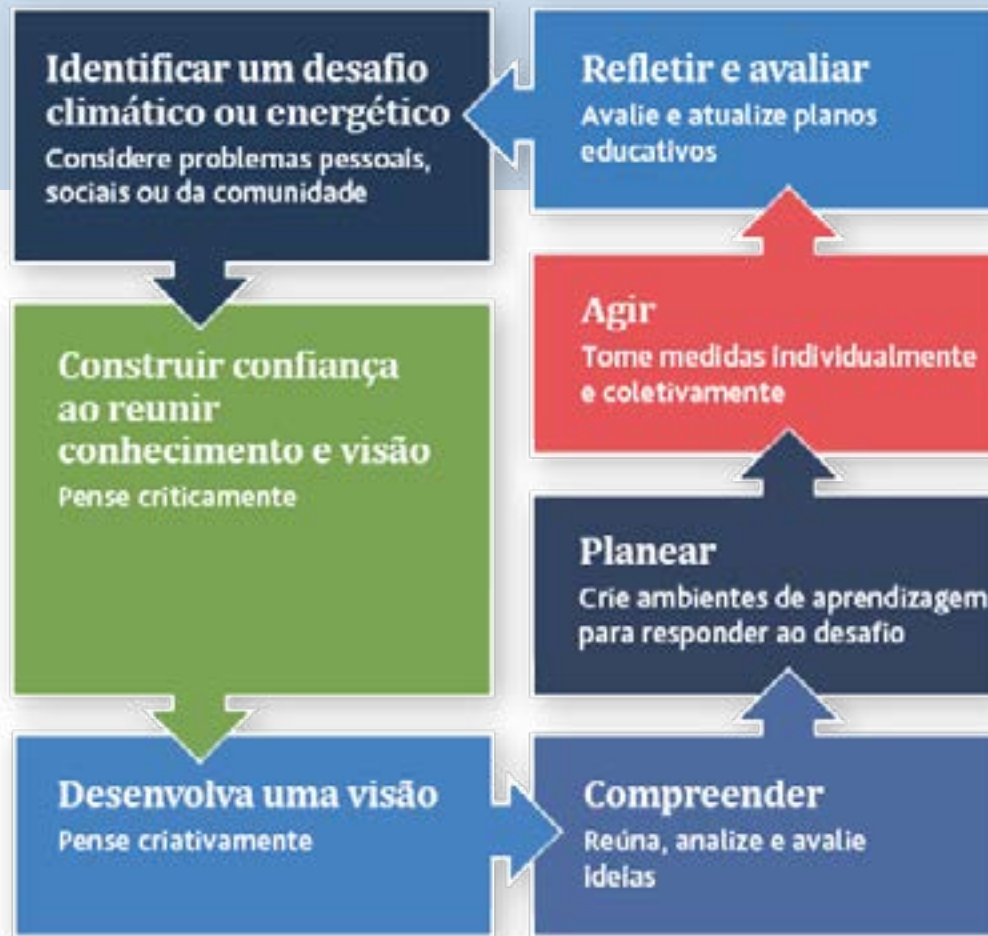 Identificar um desafio
climático ou energético
Considere problemas pessoais,
sociais ou da comunidade
Construir confiança
ao reunir
conhecimento e visão
Pense criticamente
Desenvolva uma visão
Pense criativamente
Compreender
Reúna, analize e avalie
ideias
Planear
Crie ambientes de aprendizagem
para responder ao desafio
Agir
Tome medidas individualmente
e coletivamente
Refletir e avaliar
Avalie e atualize planos
educativos